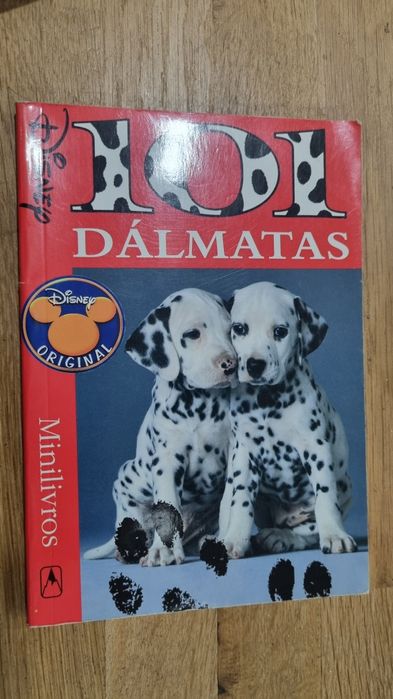 Disney
101
DÁLMATAS
Disney
ORIGINAL
Minilivros